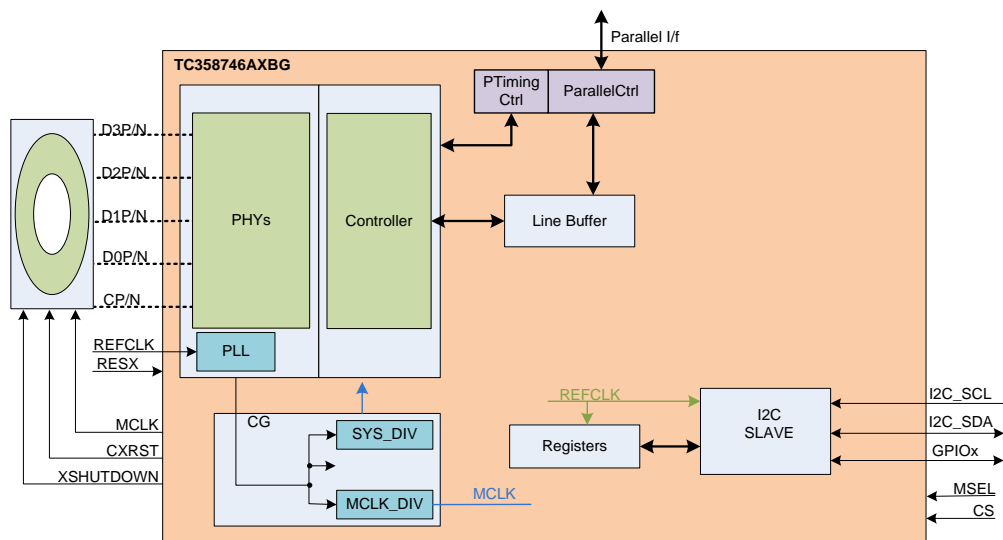 Parallel I/f
TC358746AXBG
PTiming
Ctrl
ParallelCtrl
D3P/N
D2P/N
D1P/N
D0P/N
CP/N
PHYs
Controller
Line Buffer
REFCLK
RESX
PLL
MCLK
CXRST
XSHUTDOWN
CG
SYS_DIV
MCLK_DIV
MCLK
REFCLK
Registers
I2C
SLAVE
I2C_SCL
I2C_SDA
GPIOx
MSEL
CS